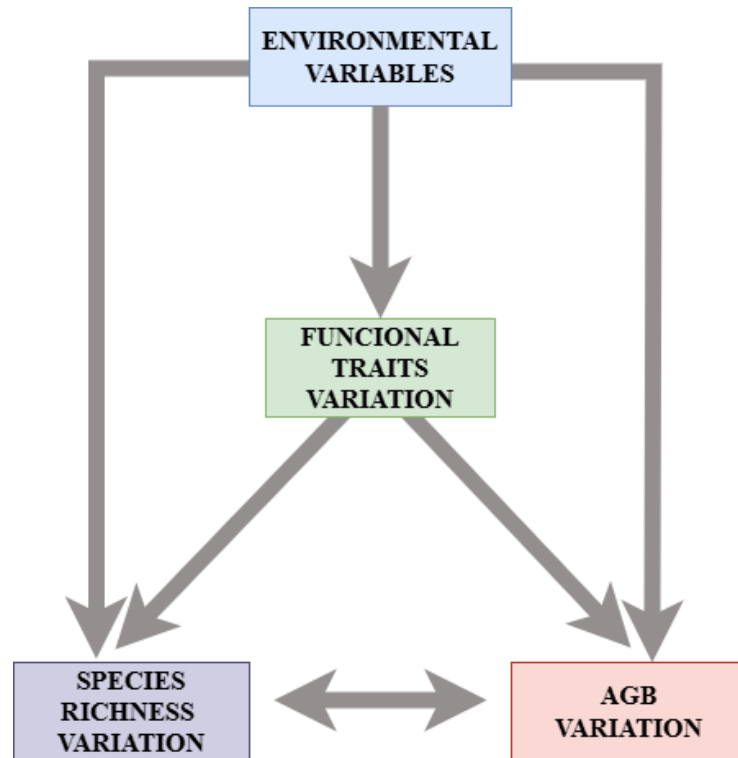 ENVIRONMENTAL
VARIABLES
FUNCIONAL
TRAITS
VARIATION
SPECIES
RICHNESS
VARIATION
AGB
VARIATION